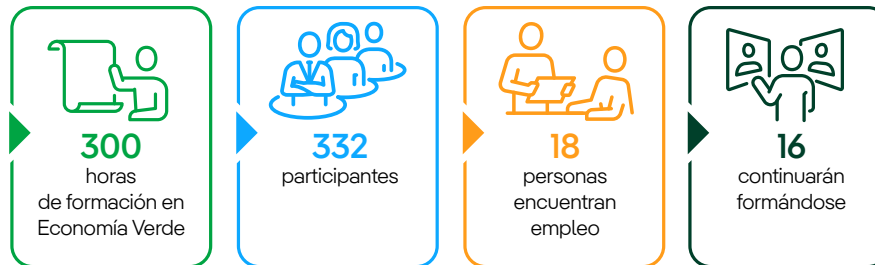 300
horas
de formación en
Economía Verde
332
participantes
18
personas
encuentran
empleo
16
continuarán
formándose